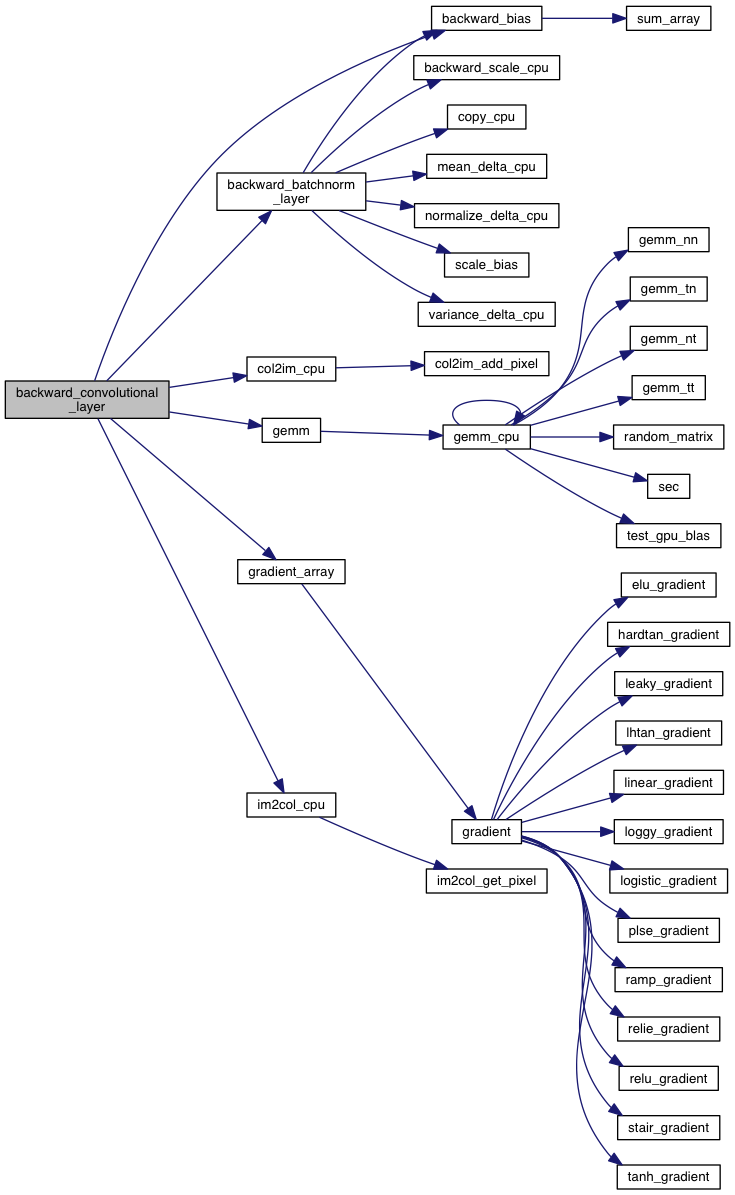 backward_bias
sum_array
backward_scale_cpu
copy_cpu
mean_delta_cpu
backward_batchnorm
_layer
normalize_delta_cpu
scale_bias
variance_delta_cpu
gemm_nn
gemm_tn
gemm_nt
gemm_tt
col2im_cpu
col2im_add_pixel
backward_convolutional
_layer
gemm
gemm_cpu
random_matrix
sec
test_gpu_blas
gradient_array
elu_gradient
hardtan_gradient
leaky_gradient
lhtan_gradient
linear_gradient
im2col_cpu
gradient
loggy_gradient
im2col_get_pixel
logistic_gradient
plse_gradient
ramp_gradient
relie_gradient
relu_gradient
stair_gradient
tanh_gradient